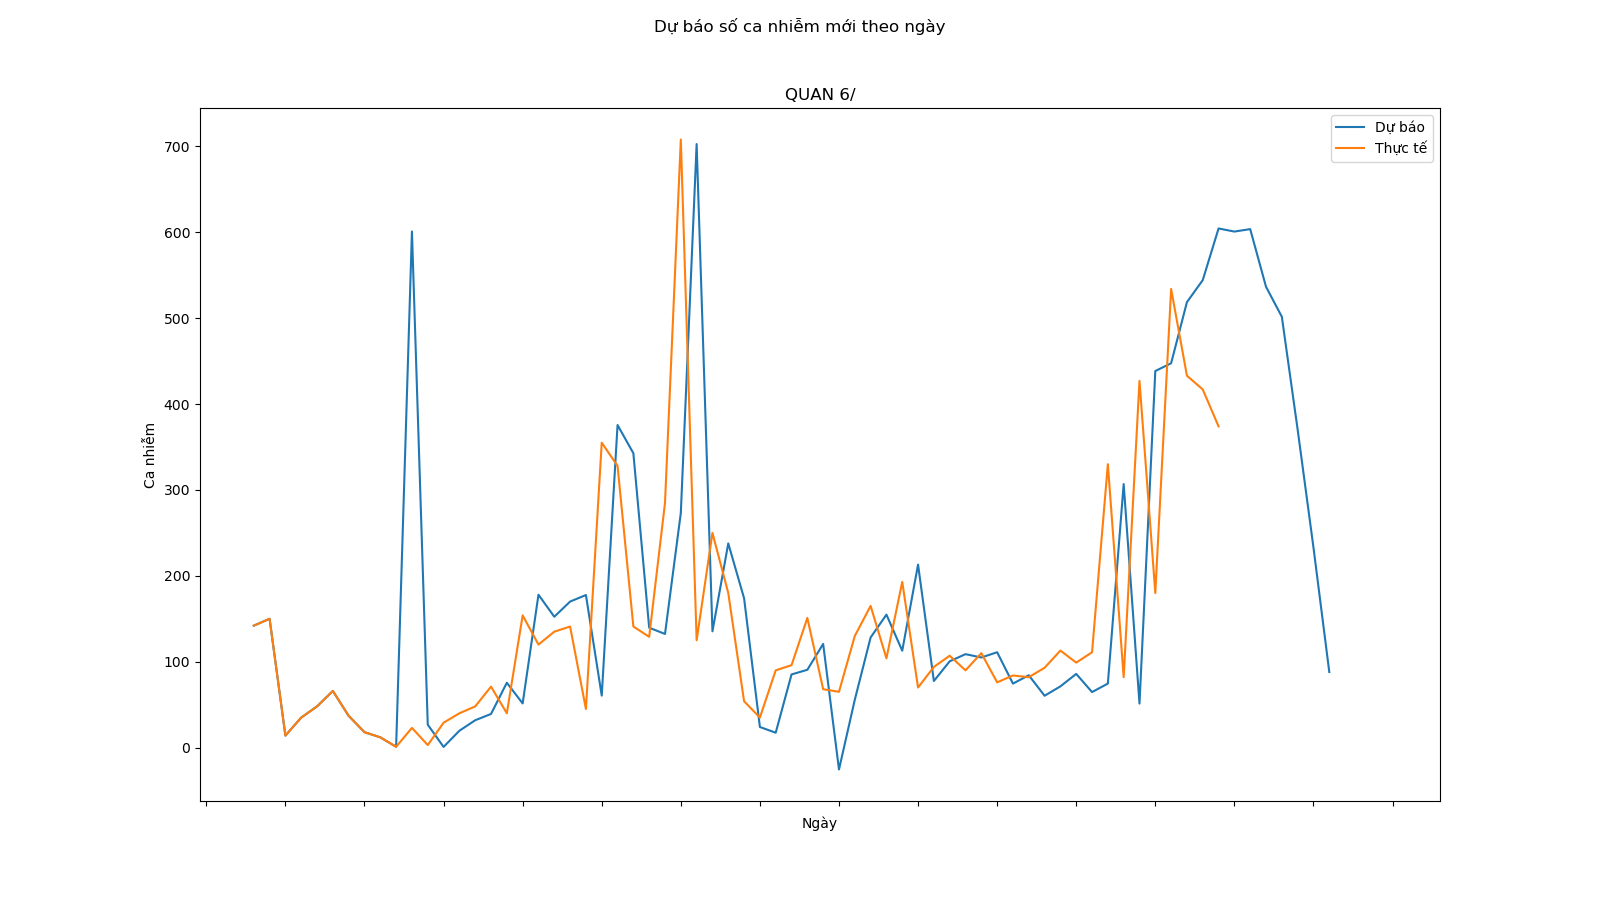 Dự báo số ca nhiễm mới theo ngày
QUAN 6/
Dự báo
Thực tế
700
600
500
400
300
200
100
0
Ca nhiễm
Ngày